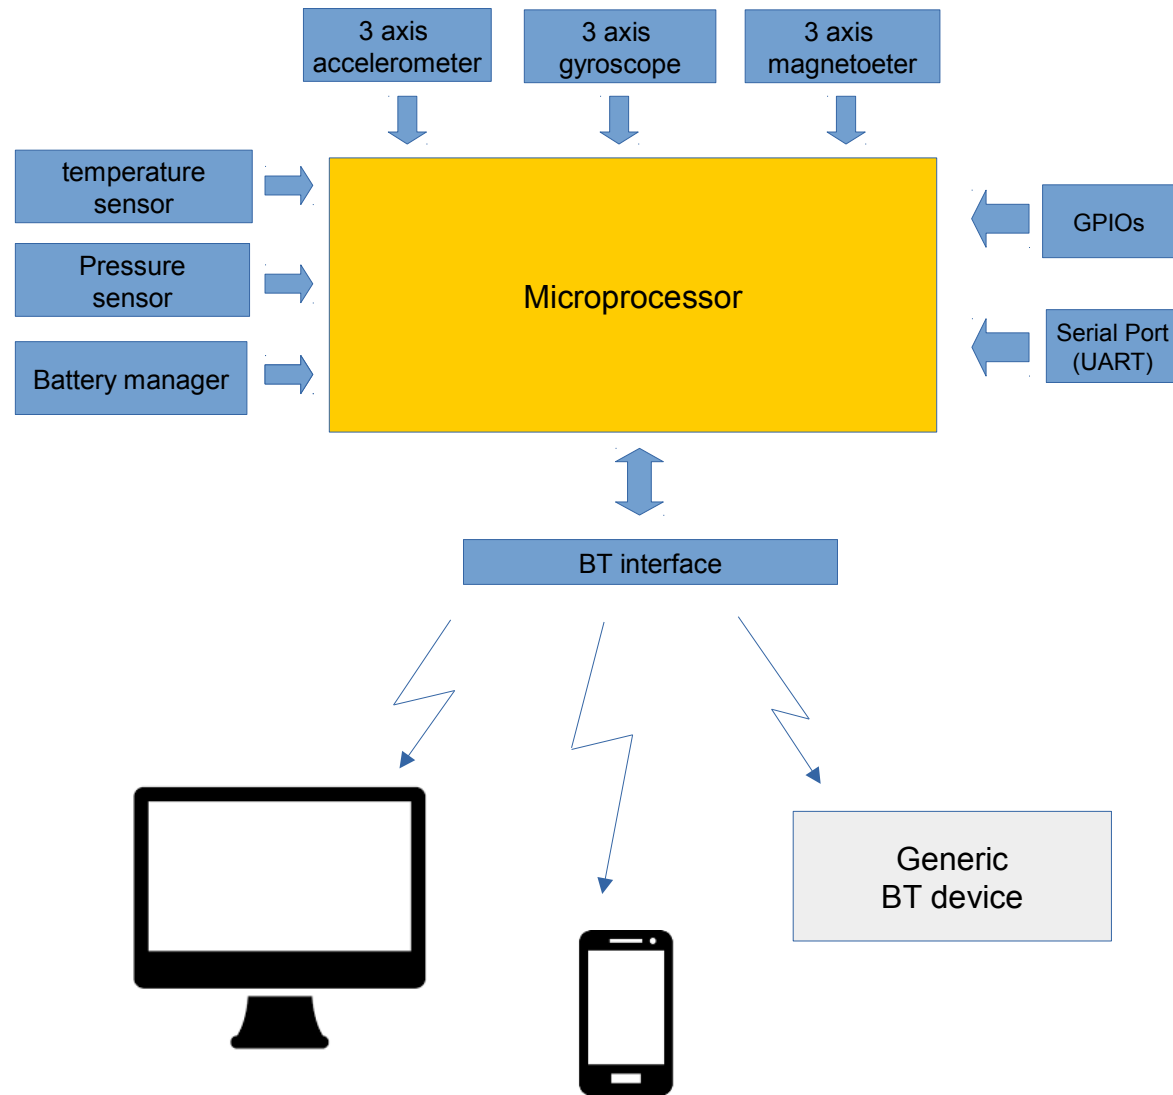 3 axis
accelerometer
3 axis
gyroscope
3 axis
magnetoeter
temperature
sensor
Pressure
sensor
Battery manager
Microprocessor
GPIOs
Serial Port
(UART)
BT interface
Generic
BT device